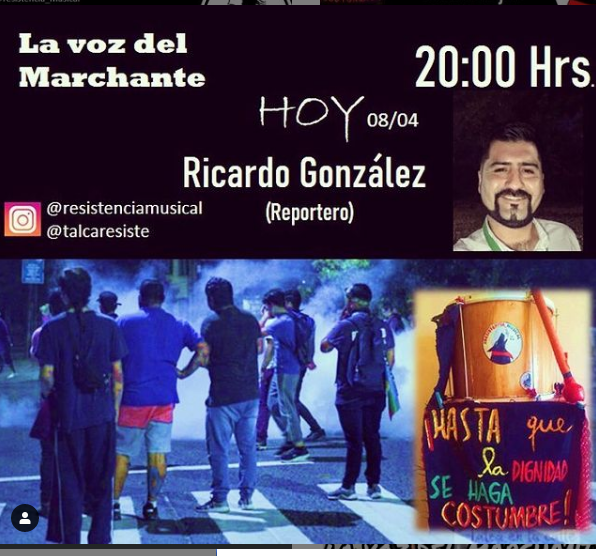 La voz del
Marchante
20:00 Hrs.
HOY 08/04
Ricardo González
(Reportero)
@resistenciamusical
@talcaresiste
¡HASTA que
la DIGNIDAD
SE HAGA
COSTUMBRE!